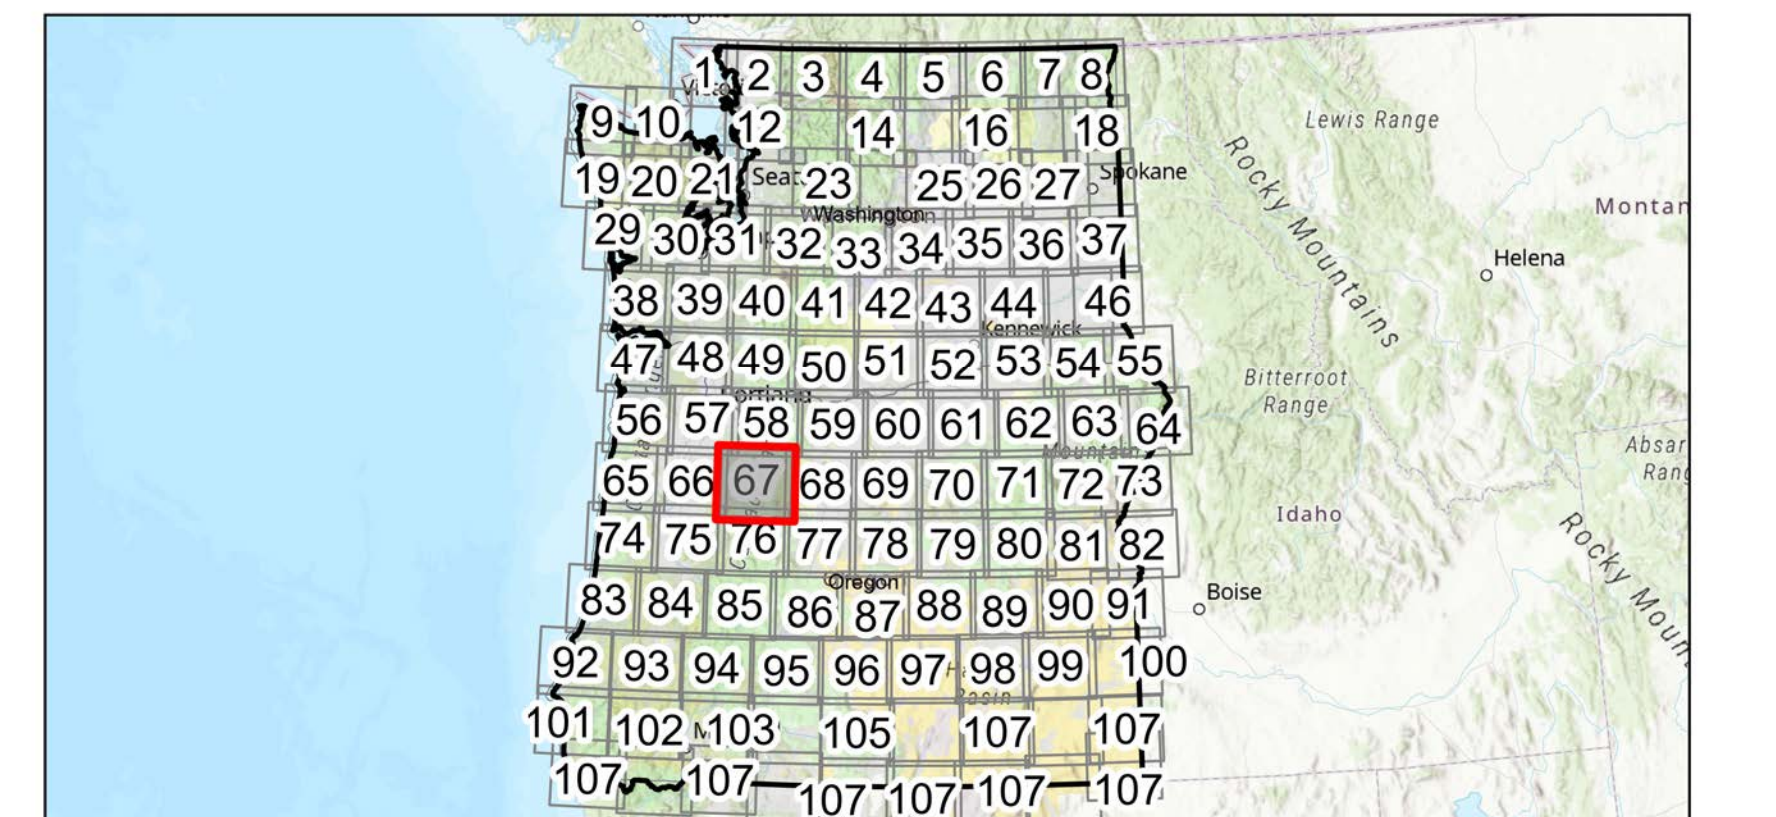 1 2 3 4 5 6 7 8
Lewis Range
9 10 12 14 16 18
19 20 21 23 25 26 27
Spokane
Washington
Rocky Mountains
Montan
29 30 31 32 33 34 35 36 37
Helena
38 39 40 41 42 43 44 46
Kennewick
47 48 49 50 51 52 53 54 55
Bitterroot
Range
Portland
56 57 58 59 60 61 62 63 64
Absar
Rang
65 66 67 68 69 70 71 72 73
Idaho
74 75 76 77 78 79 80 81 82
Oregon
Boise
Rocky Moun
83 84 85 86 87 88 89 90 91
92 93 94 95 96 97 98 99 100
Basin
101 102 103 105 107 107
107 107 107 107 107 107